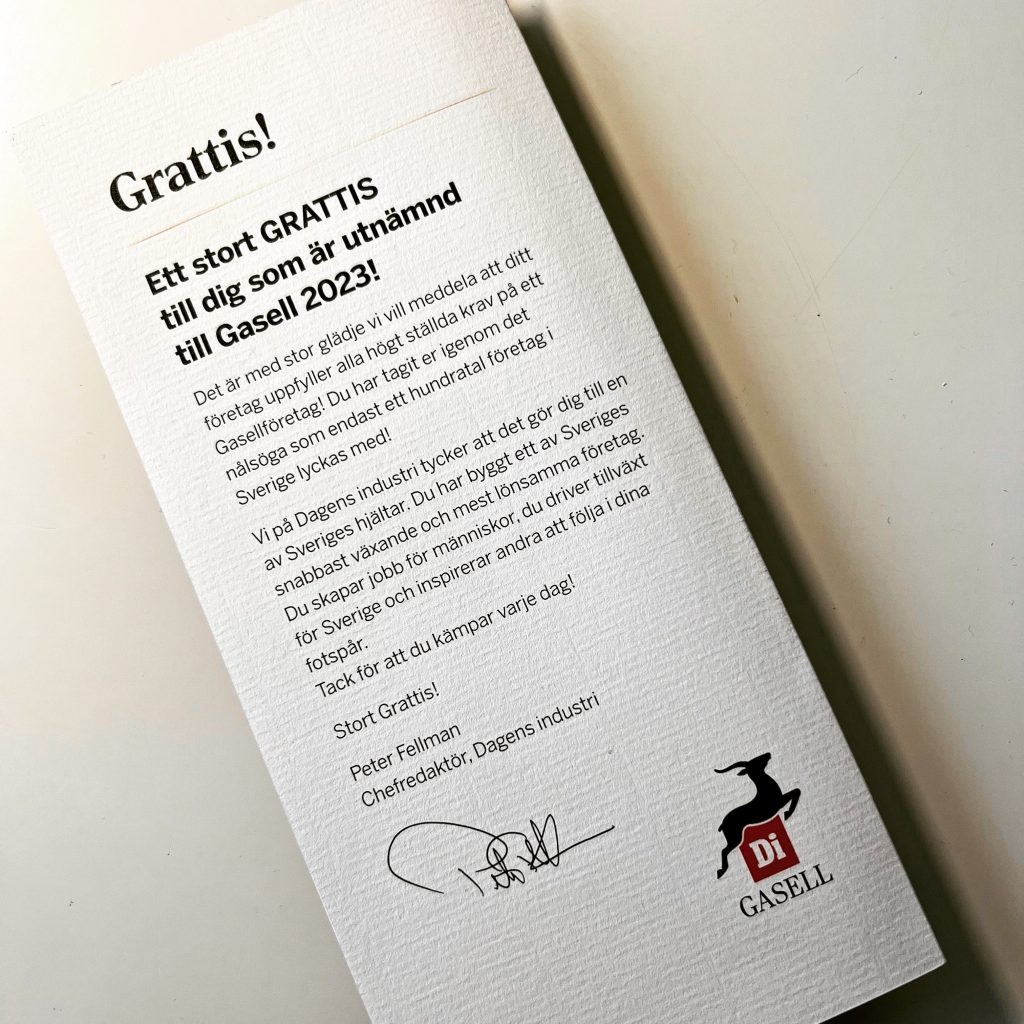 Grattis!
Ett stort GRATTIS
till dig som är utnämnd
till Gasell 2023!
Det är med stor glädje vi vill meddela att ditt
företag uppfyller alla högt ställda krav på ett
Gasellföretag! Du har tagit er igenom det
nålsöga som endast ett hundratal företag i
Sverige lyckas med!
Vi på Dagens industri tycker att det gör dig till en
av Sveriges hjältar. Du har byggt ett av Sveriges
snabbast växande och mest lönsamma företag.
Du skapar jobb för människor, du driver tillväxt
för Sverige och inspirerar andra att följa i dina
fotspår.
Tack för att du kämpar varje dag!
Stort Grattis!
Peter Fellman
Chefredaktör, Dagens industri
Di
GASELL